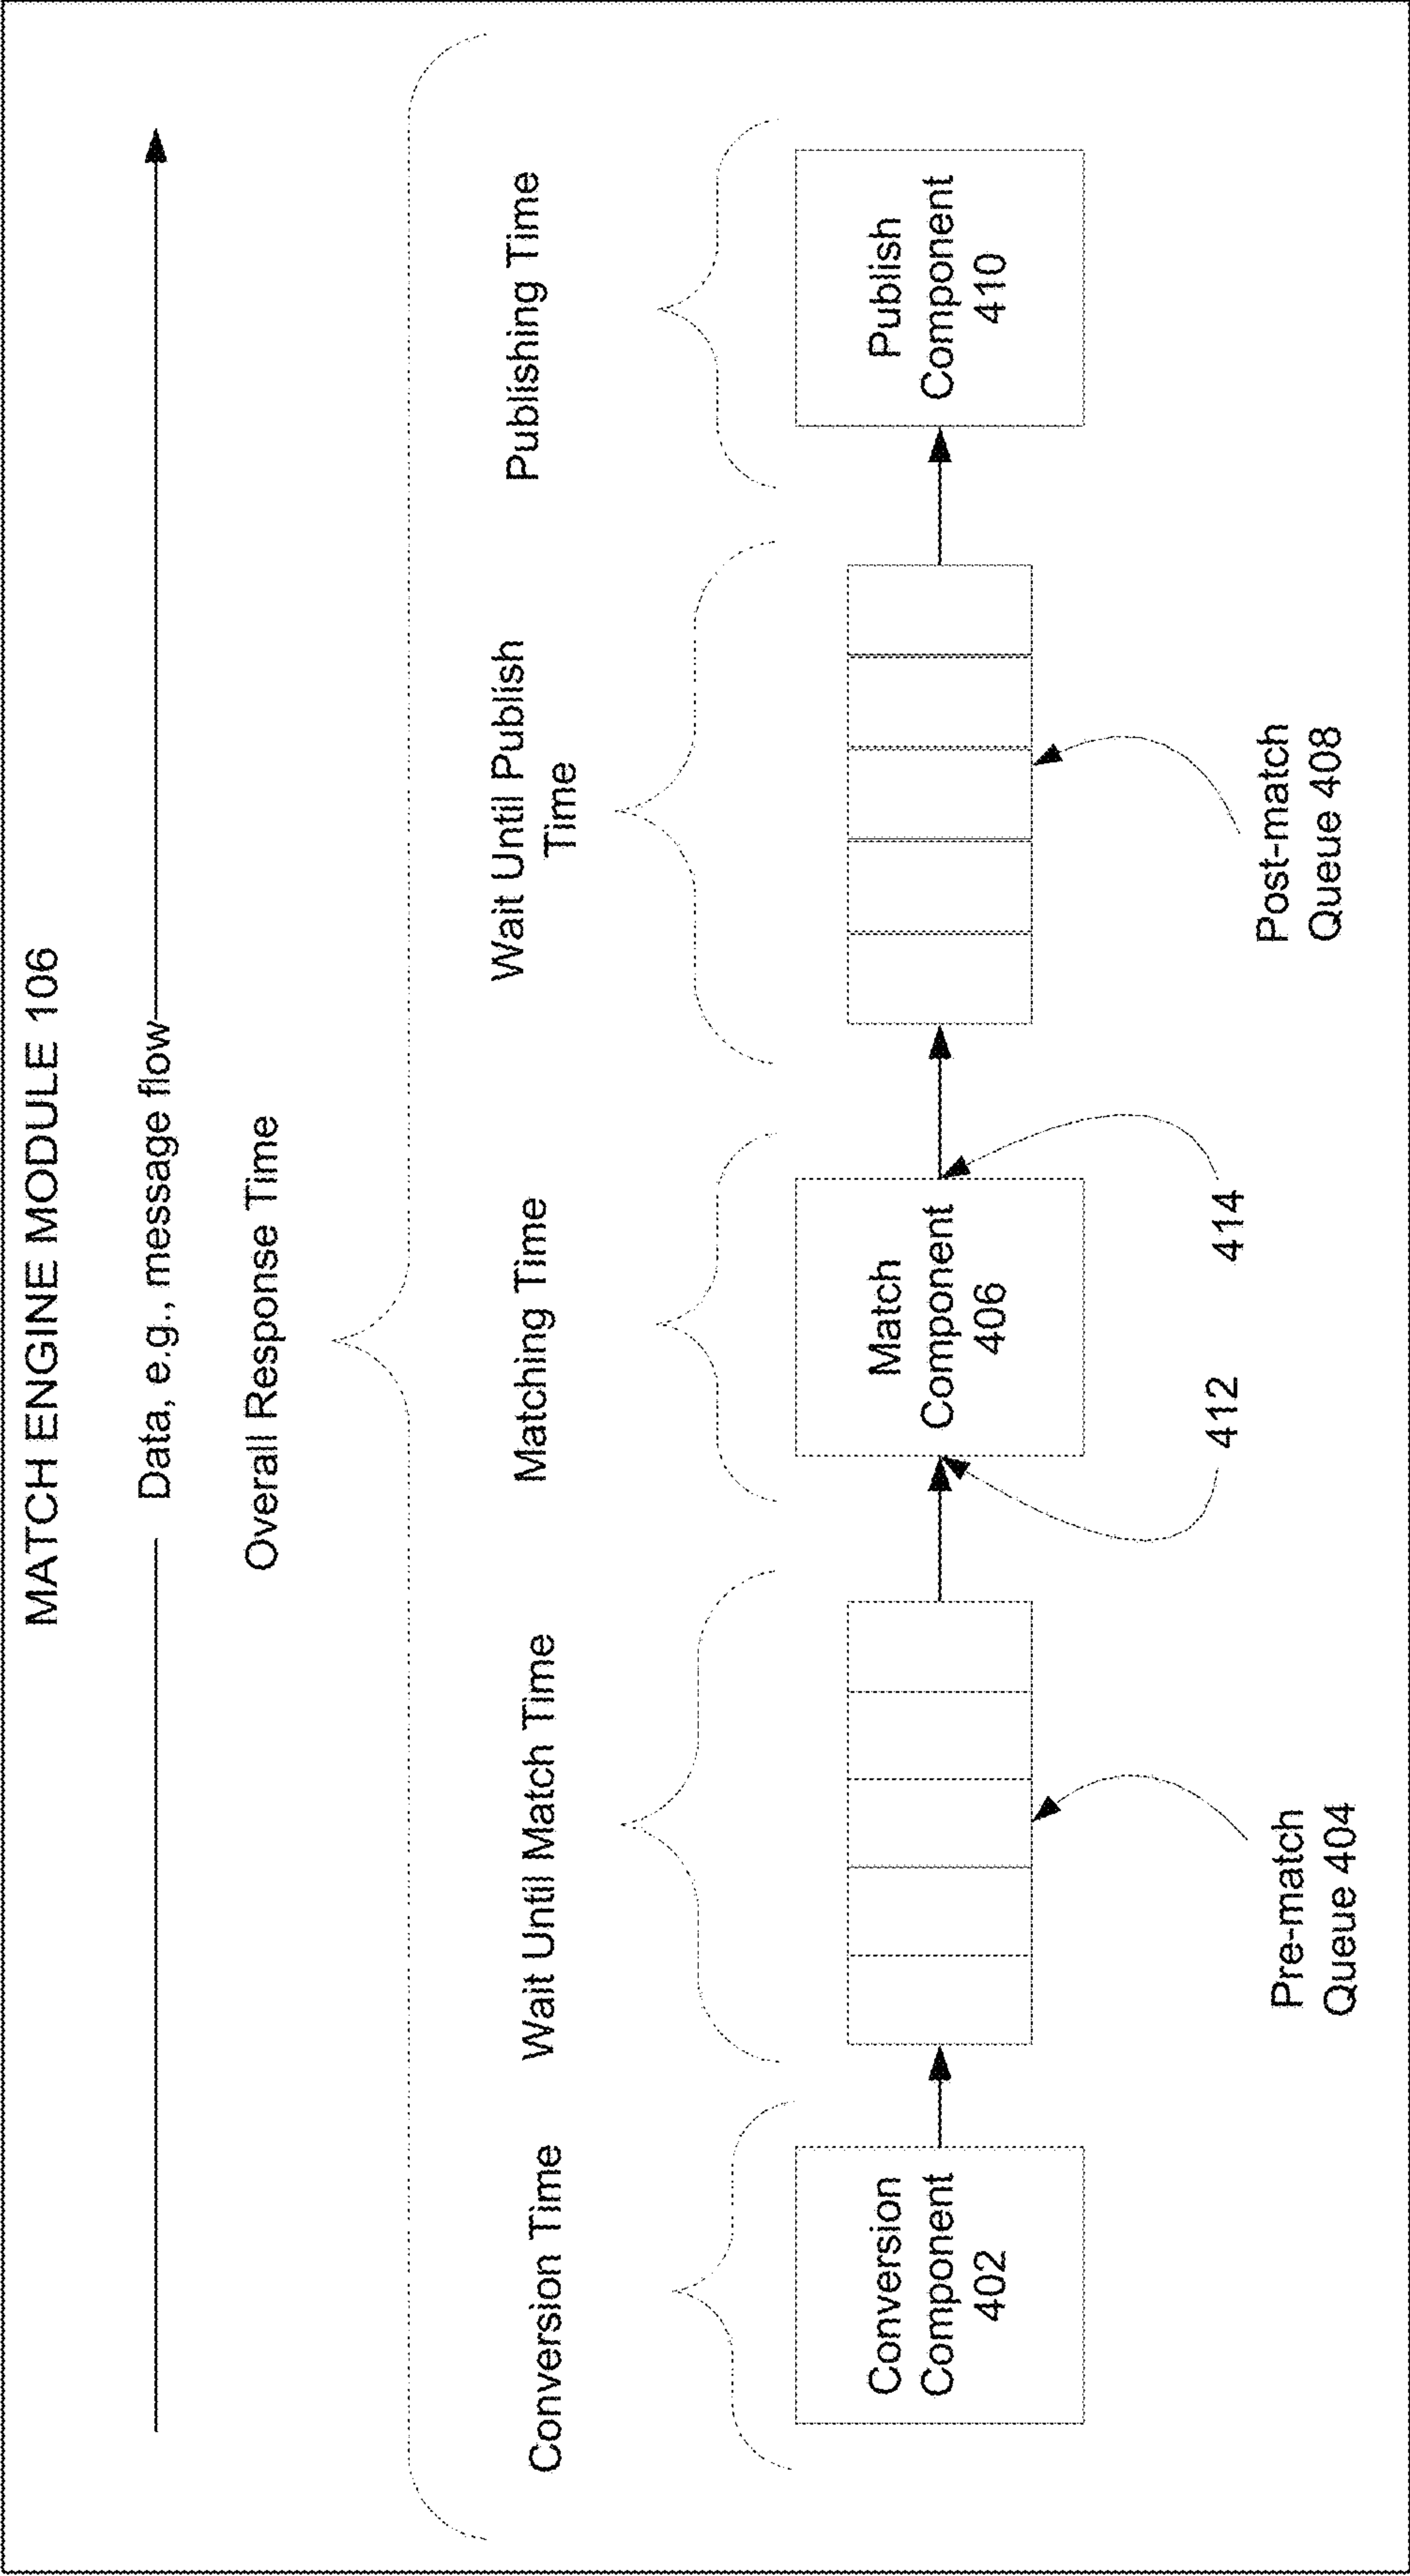 MATCH ENGINE MODULE 106
Data, e.g., message flow
Overall Response Time
Conversion Time
Wait Until Match Time
Matching Time
Wait Until Publish
Time
Publishing Time
Conversion
Component
402
Match
Component
406
Publish
Component
410
Pre-match
Queue 404
412
414
Post-match
Queue 408